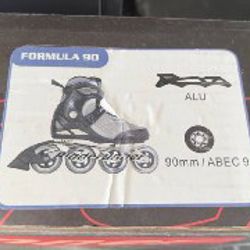 FORMULA 90
ALU
90mm / ABEC 9